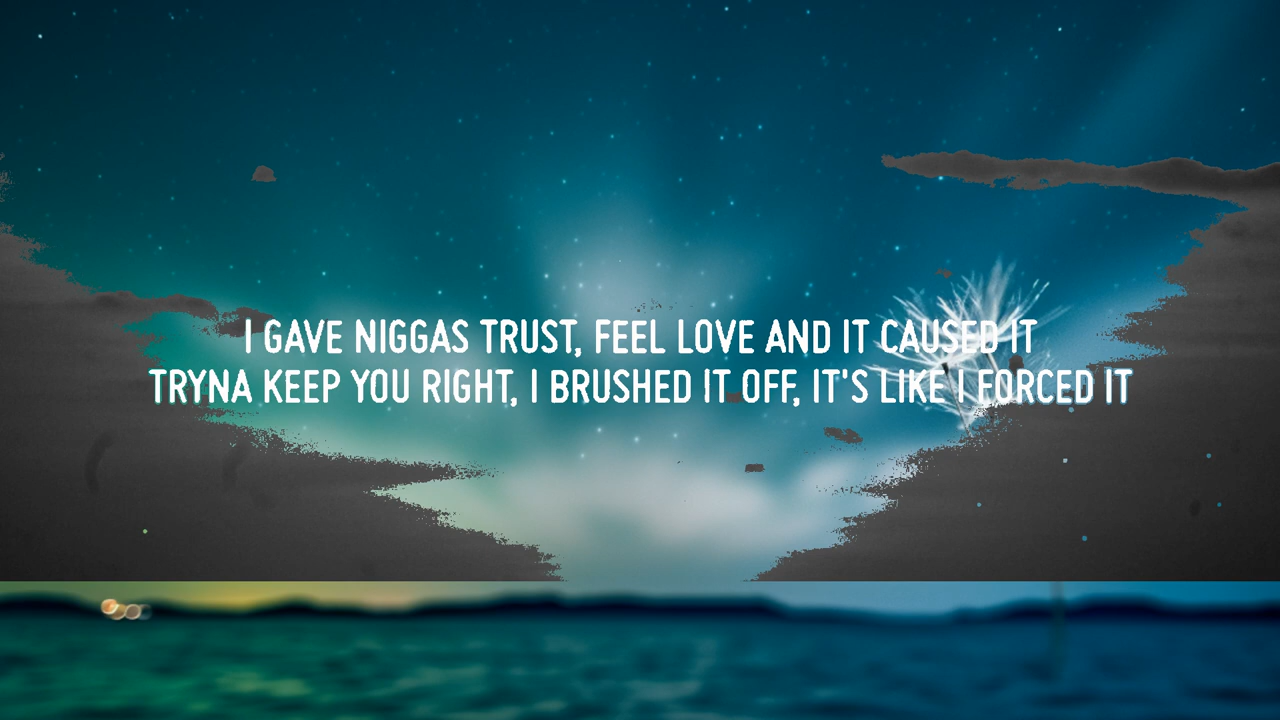 I GAVE NIGGAS TRUST, FEEL LOVE AND IT CAUSED IT
TRYNA KEEP YOU RIGHT, I BRUSHED IT OFF, IT'S LIKE I FORCED IT